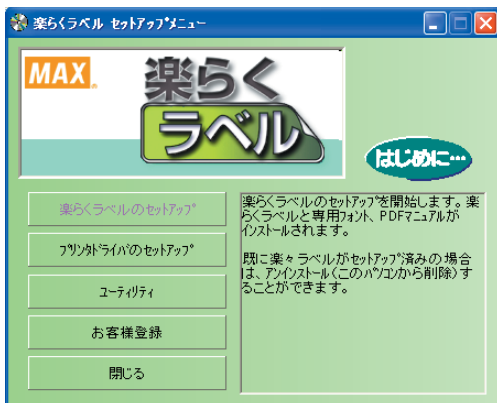 楽らくラベル セットアップメニュー
MAX
楽らく
ラベル
はじめに…
楽らくラベルのセットアップ
プリンタドライバのセットアップ
ユーティリティ
お客様登録
閉じる
楽らくラベルのセットアップを開始します。楽
らくラベルと専用フォント、PDFマニュアルが
インストールされます。
既に楽々ラベルがセットアップ済みの場合
は、アンインストール(このパソコンから削除)す
ることができます。